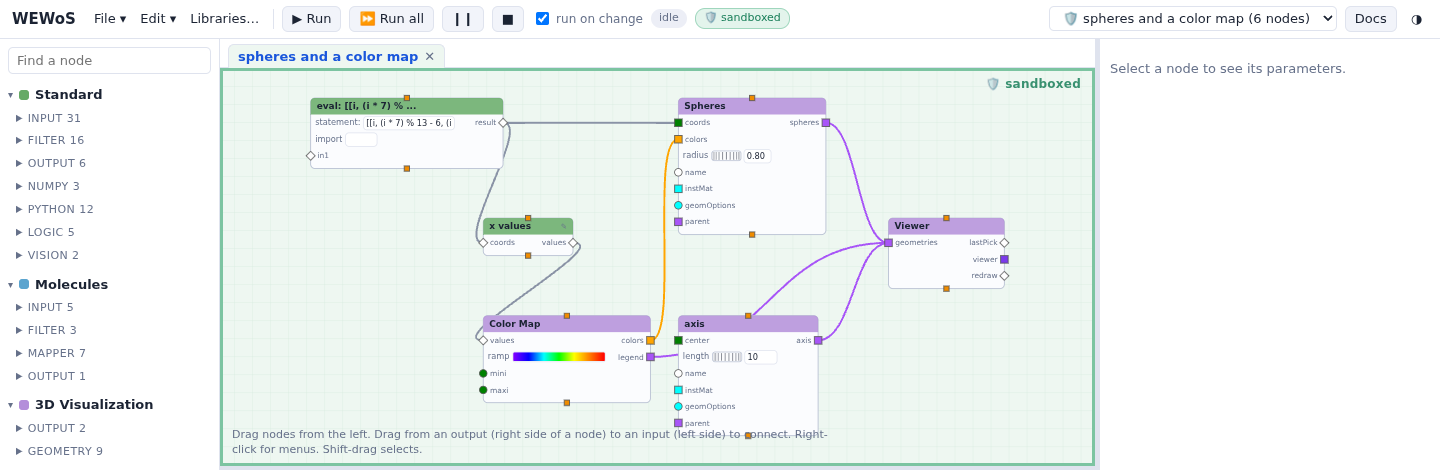 WEWoS File ▾ Edit ▾ Libraries... ▶ Run ⏩ Run all ❙❙ ■ run on change idle 🛡 sandboxed 🛡 spheres and a color map (6 nodes) Docs ◑
Find a node
▾ Standard
▶ INPUT 31
▶ FILTER 16
▶ OUTPUT 6
▶ NUMPY 3
▶ PYTHON 12
▶ LOGIC 5
▶ VISION 2
▾ Molecules
▶ INPUT 5
▶ FILTER 3
▶ MAPPER 7
▶ OUTPUT 1
▾ 3D Visualization
▶ OUTPUT 2
▶ GEOMETRY 9
spheres and a color map ✕
🛡 sandboxed
eval: [[i, (i * 7) % ...
statement: [[i, (i * 7) % 13 - 6, (i result
import
in1
x values
coords values
Color Map
values colors
ramp legend
mini
maxi
Spheres
coords spheres
colors
radius 0.80
name
instMat
geomOptions
parent
axis
center axis
length 10
name
instMat
geomOptions
parent
Viewer
geometries lastPick
viewer
redraw
Drag nodes from the left. Drag from an output (right side of a node) to an input (left side) to connect. Right-
click for menus. Shift-drag selects.
Select a node to see its parameters.